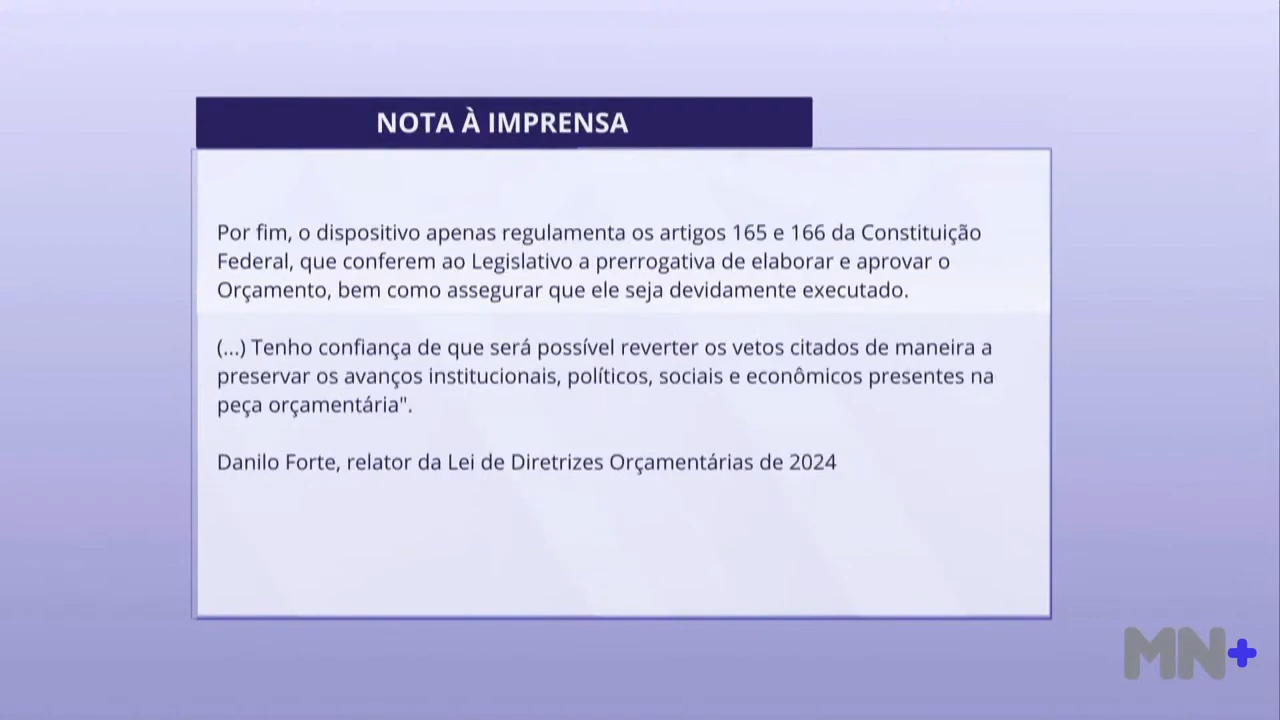 NOTA À IMPRENSA
Por fim, o dispositivo apenas regulamenta os artigos 165 e 166 da Constituição
Federal, que conferem ao Legislativo a prerrogativa de elaborar e aprovar o
Orçamento, bem como assegurar que ele seja devidamente executado.
(...) Tenho confiança de que será possível reverter os vetos citados de maneira a
preservar os avanços institucionais, políticos, sociais e econômicos presentes na
peça orçamentária".
Danilo Forte, relator da Lei de Diretrizes Orçamentárias de 2024
MN+